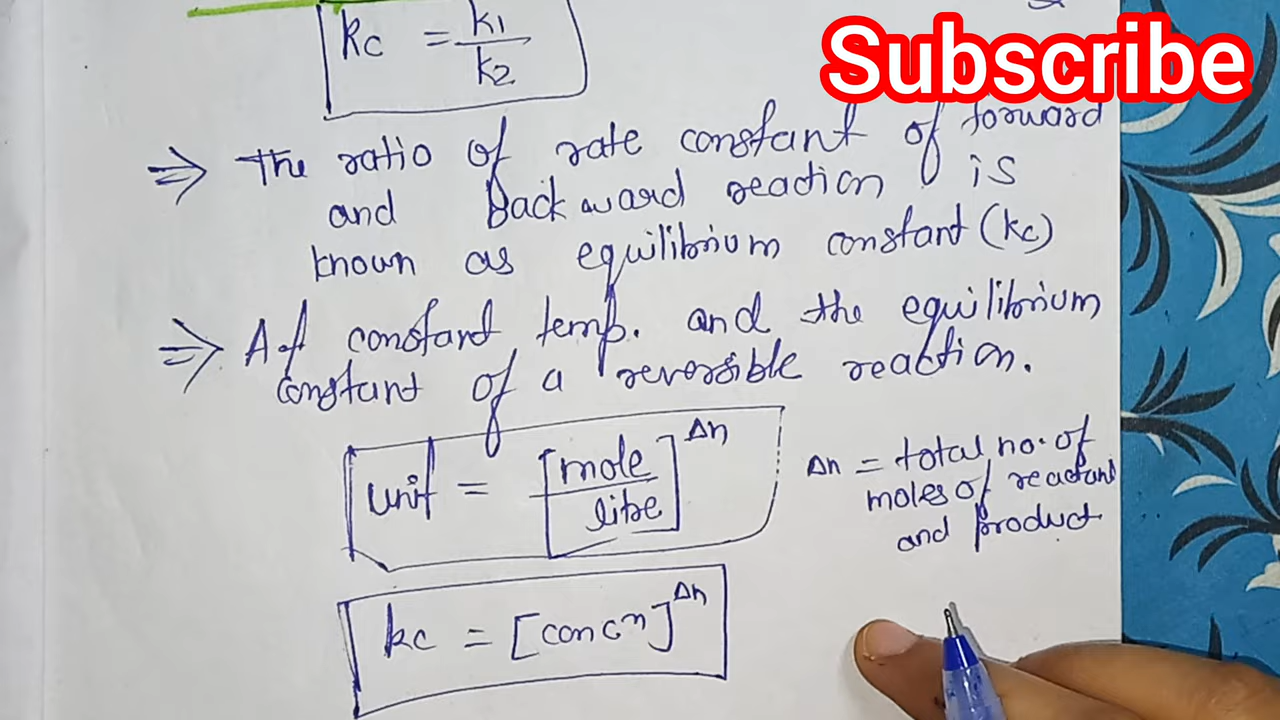 Subscribe
kc = k1/k2
⇒ The ratio of rate constant of forward
and Backward reaction is
known as equilibrium constant (kc)
⇒ At constant temp. and the equilibrium
constant of a reversible reaction.
unit = [mole/litre]^Δn
Δn = total no. of
moles of reactant
and product
kc = [concⁿ]^Δn